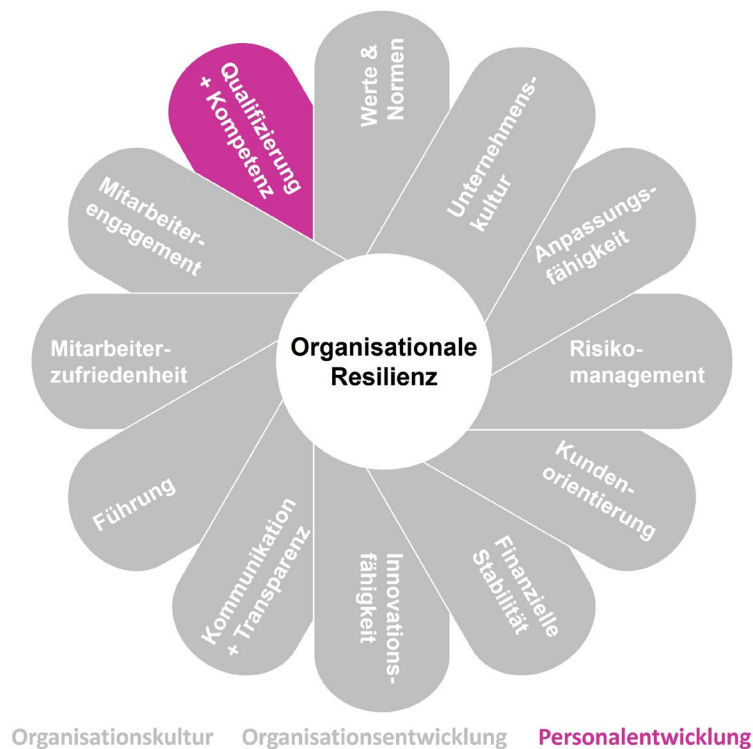 Organisationale
Resilienz
Werte &
Normen
Unternehmens-
kultur
Anpassungs-
fähigkeit
Risiko-
management
Kunden-
orientierung
Finanzielle
Stabilität
Innovations-
fähigkeit
Kommunikation
+ Transparenz
Führung
Mitarbeiter-
zufriedenheit
Mitarbeiter-
engagement
Qualifizierung
+ Kompetenz
Organisationskultur Organisationsentwicklung Personalentwicklung